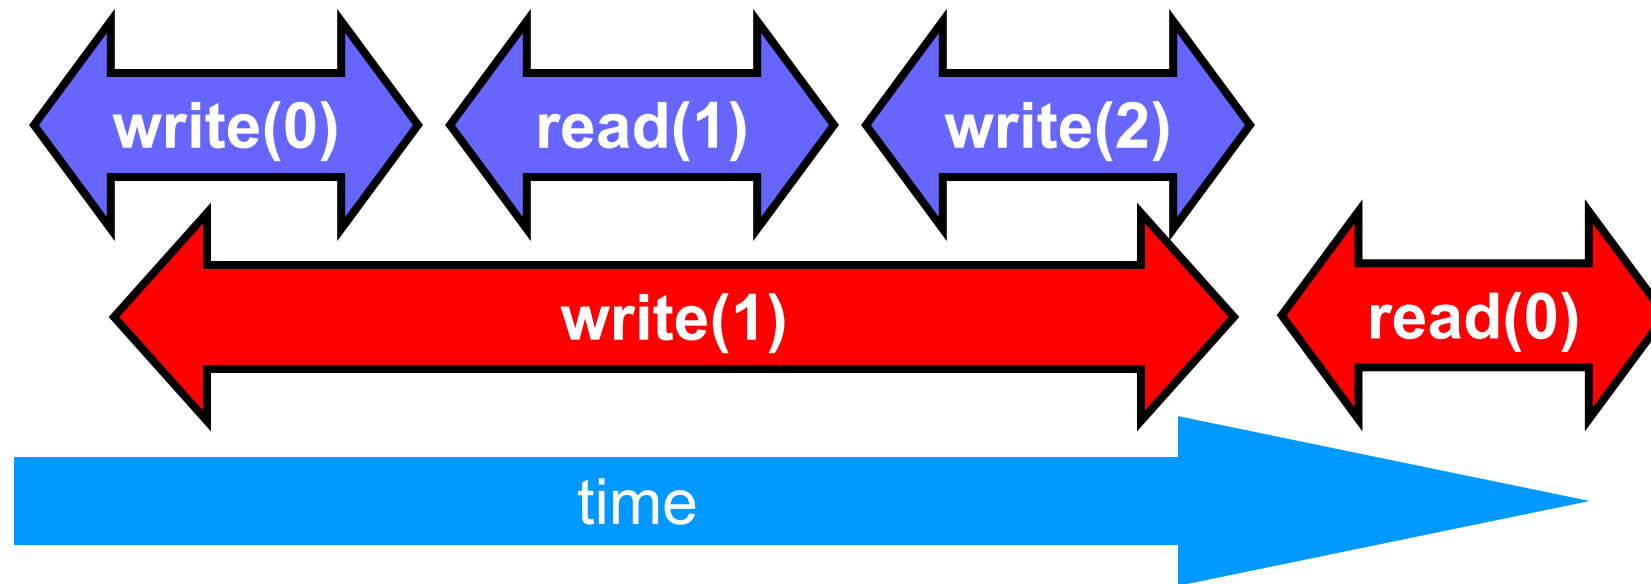 write(0) read(1) write(2)
write(1) read(0)
time